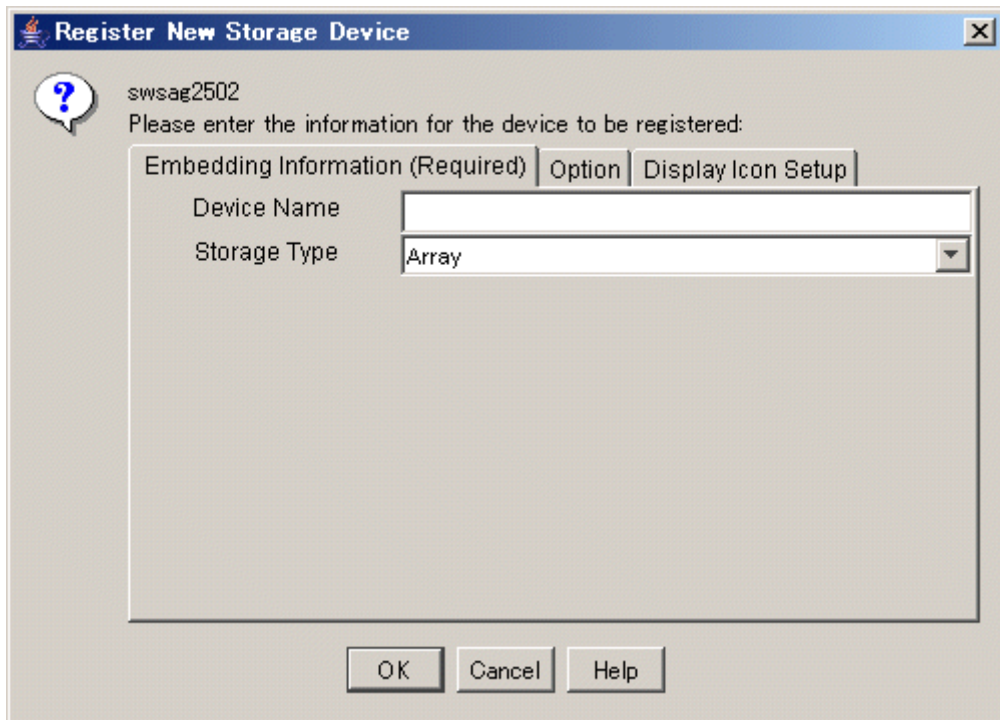 Register New Storage Device
swsag2502
Please enter the information for the device to be registered:
Embedding Information (Required) Option Display Icon Setup
Device Name
Storage Type Array
OK Cancel Help